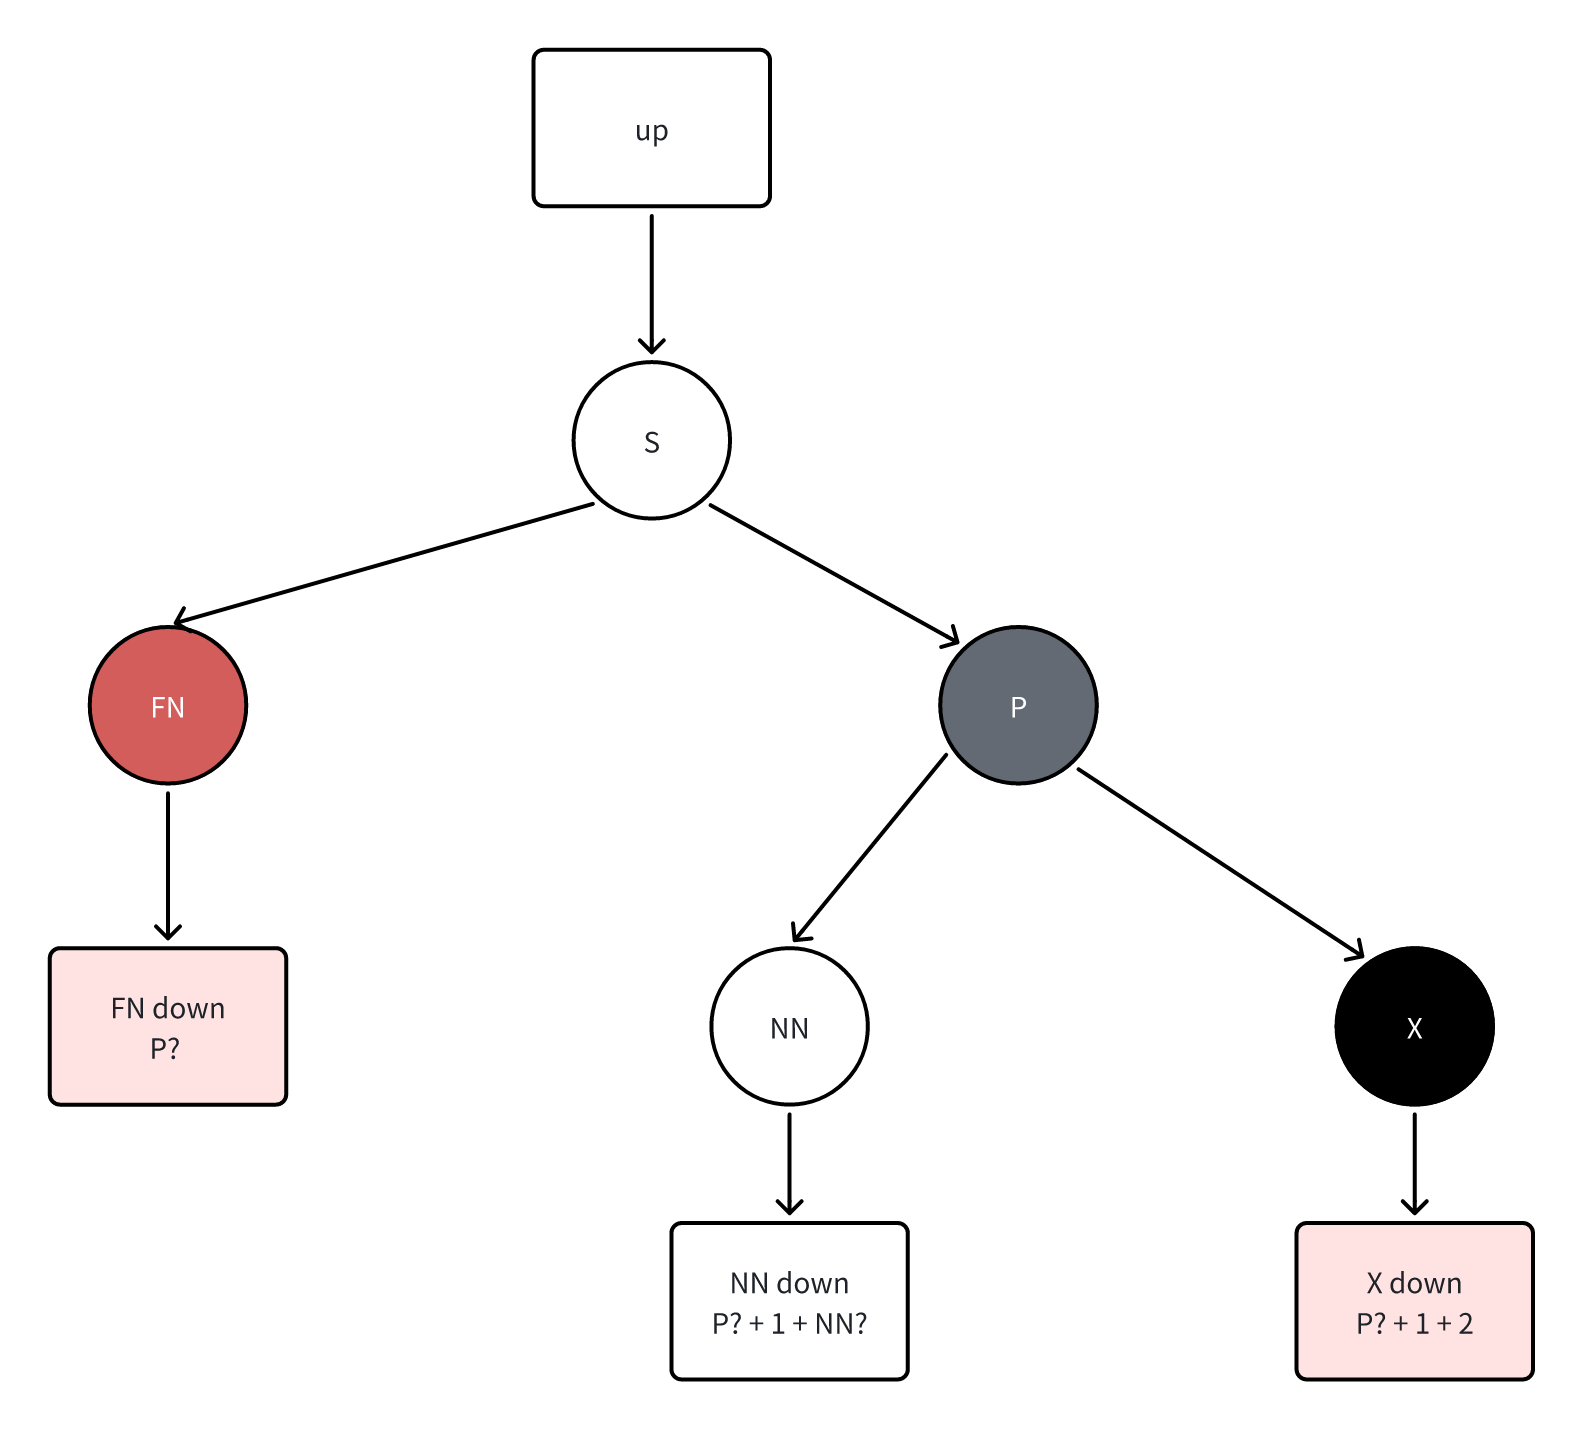 up
S
FN
P
FN down
P?
NN
X
NN down
P? + 1 + NN?
X down
P? + 1 + 2